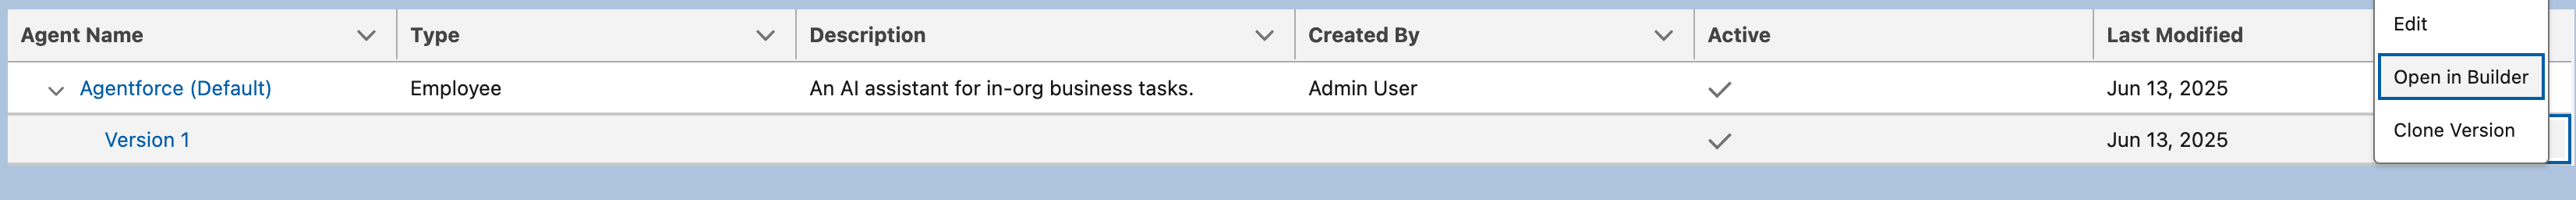 Agent Name Type Description Created By Active Last Modified
Agentforce (Default) Employee An AI assistant for in-org business tasks. Admin User Jun 13, 2025
Version 1 Jun 13, 2025
Edit
Open in Builder
Clone Version